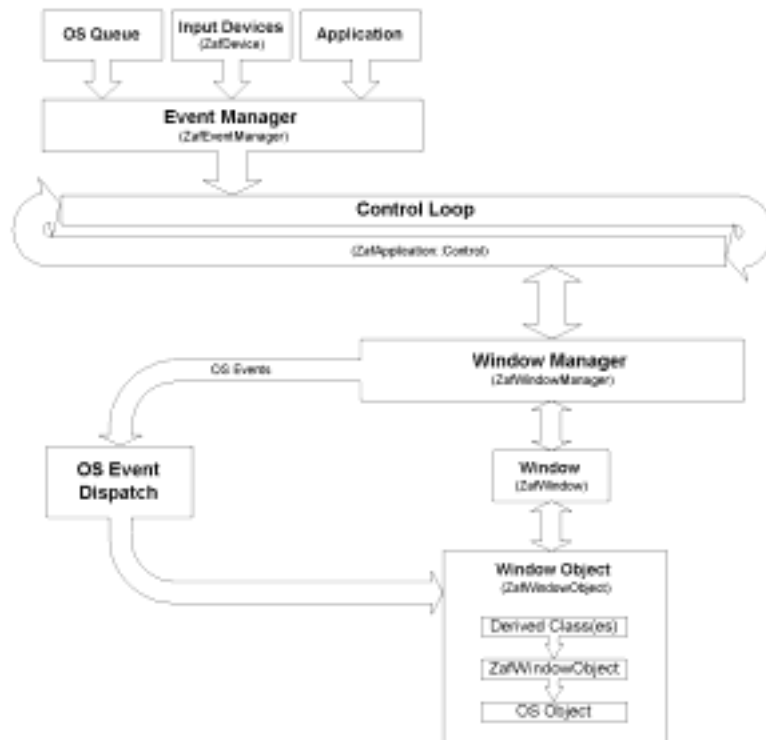 OS Queue
Input Devices
(ZafDevice)
Application
Event Manager
(ZafEventManager)
Control Loop
(ZafApplication::Control)
Window Manager
(ZafWindowManager)
OS Events
OS Event
Dispatch
Window
(ZafWindow)
Window Object
(ZafWindowObject)
Derived Class(es)
ZafWindowObject
OS Object